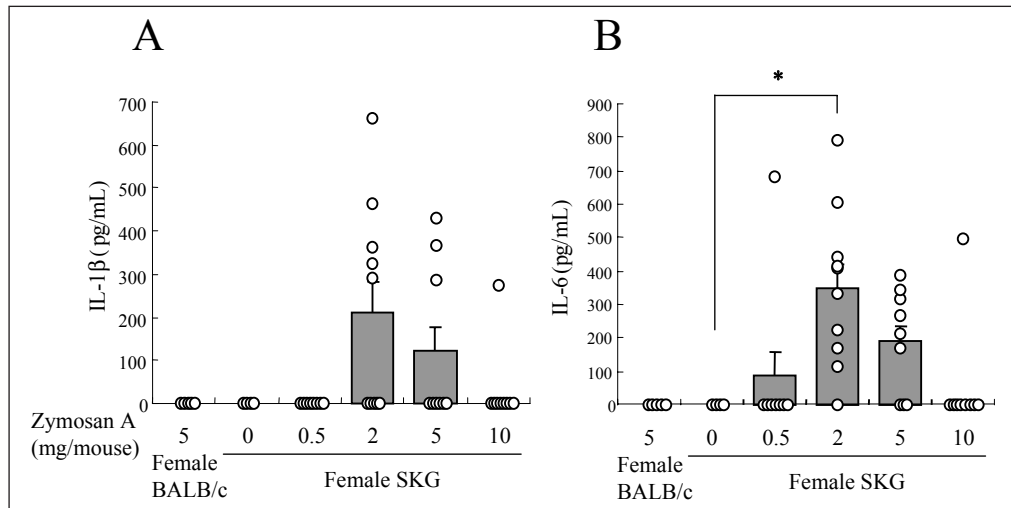 A
B
*
700
600
500
400
300
200
100
0
IL-1β (pg/mL)
900
800
700
600
500
400
300
200
100
0
IL-6 (pg/mL)
Zymosan A
(mg/mouse)
5 0 0.5 2 5 10
Female
BALB/c
Female SKG
5 0 0.5 2 5 10
Female
BALB/c
Female SKG